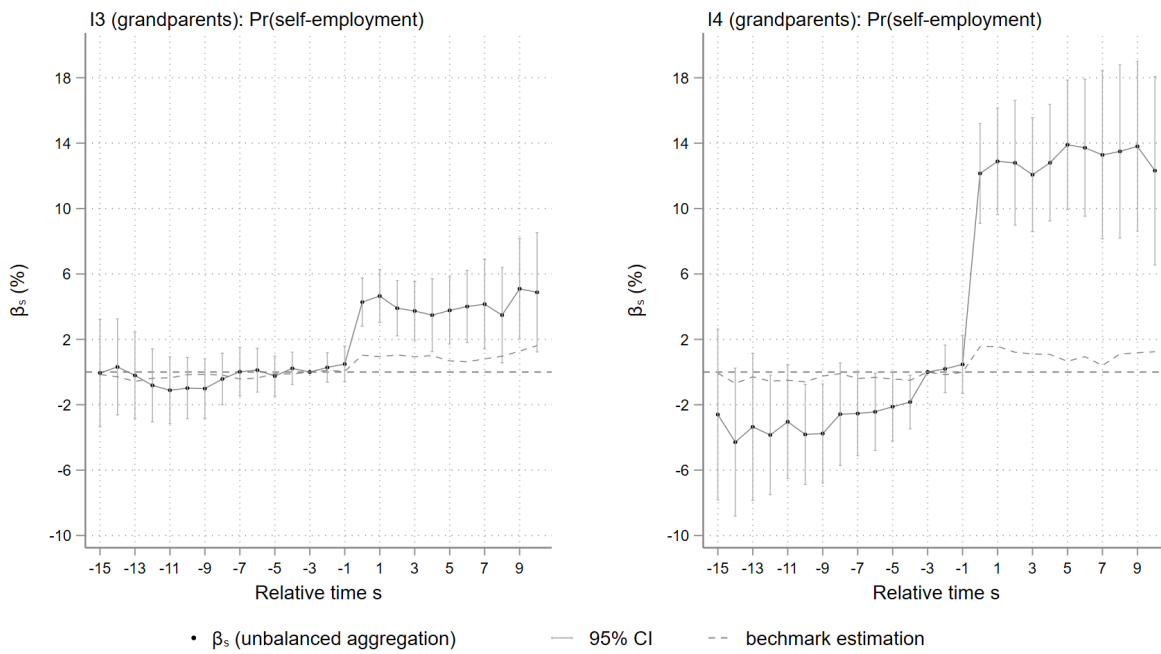 I3 (grandparents): Pr(self-employment)
18
14
10
6
2
-2
-6
-10
βₛ (%)
-15 -13 -11 -9 -7 -5 -3 -1 1 3 5 7 9
Relative time s
I4 (grandparents): Pr(self-employment)
18
14
10
6
2
-2
-6
-10
βₛ (%)
-15 -13 -11 -9 -7 -5 -3 -1 1 3 5 7 9
Relative time s
βₛ (unbalanced aggregation) 95% CI bechmark estimation